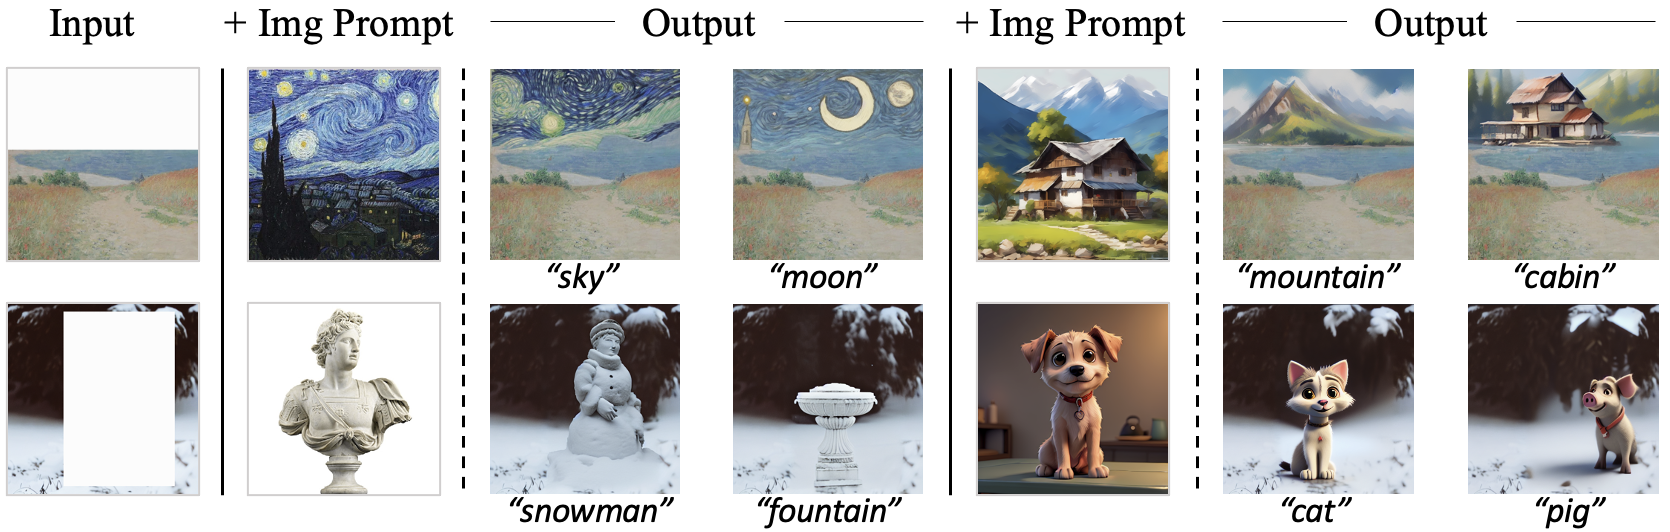 Input + Img Prompt Output + Img Prompt Output
“sky” “moon” “mountain” “cabin”
“snowman” “fountain” “cat” “pig”